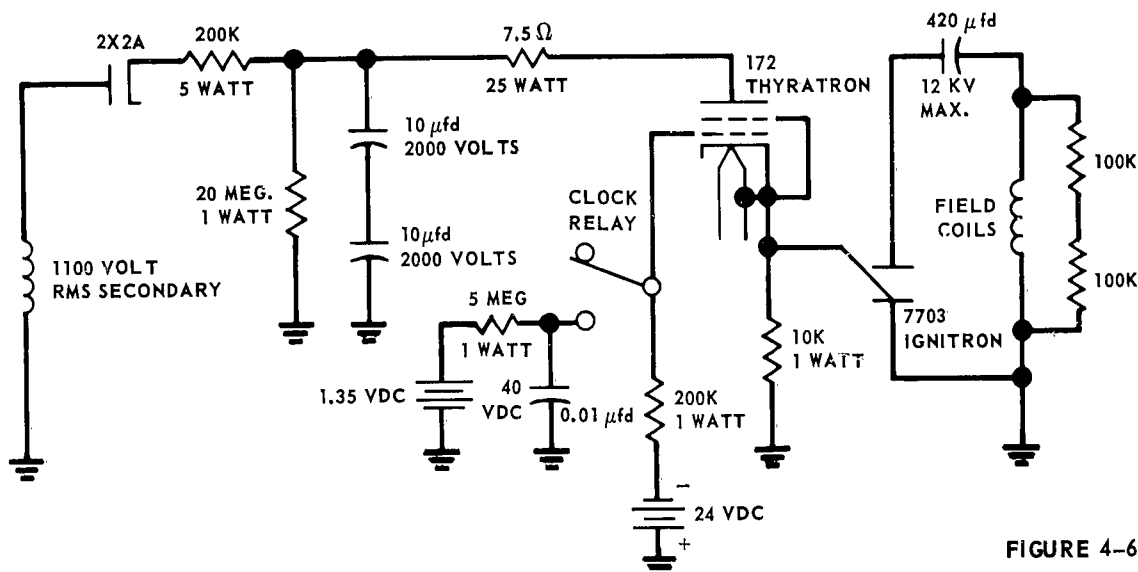 2X2A
200K
5 WATT
7.5 Ω
25 WATT
172
THYRATRON
420 μfd
12 KV
MAX.
10 μfd
2000 VOLTS
20 MEG.
1 WATT
10μfd
2000 VOLTS
1100 VOLT
RMS SECONDARY
CLOCK
RELAY
5 MEG
1 WATT
1.35 VDC
40
VDC
0.01 μfd
200K
1 WATT
10K
1 WATT
7703
IGNITRON
FIELD
COILS
100K
100K
-
24 VDC
+
FIGURE 4-6